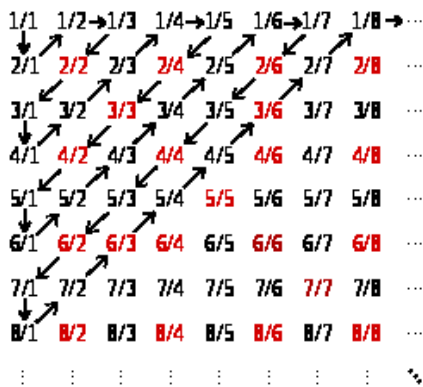 1/1 1/2 1/3 1/4 1/5 1/6 1/7 1/8 ...
2/1 2/2 2/3 2/4 2/5 2/6 2/7 2/8 ...
3/1 3/2 3/3 3/4 3/5 3/6 3/7 3/8 ...
4/1 4/2 4/3 4/4 4/5 4/6 4/7 4/8 ...
5/1 5/2 5/3 5/4 5/5 5/6 5/7 5/8 ...
6/1 6/2 6/3 6/4 6/5 6/6 6/7 6/8 ...
7/1 7/2 7/3 7/4 7/5 7/6 7/7 7/8 ...
8/1 8/2 8/3 8/4 8/5 8/6 8/7 8/8 ...
⋮ ⋮ ⋮ ⋮ ⋮ ⋮ ⋮ ⋮ ⋱